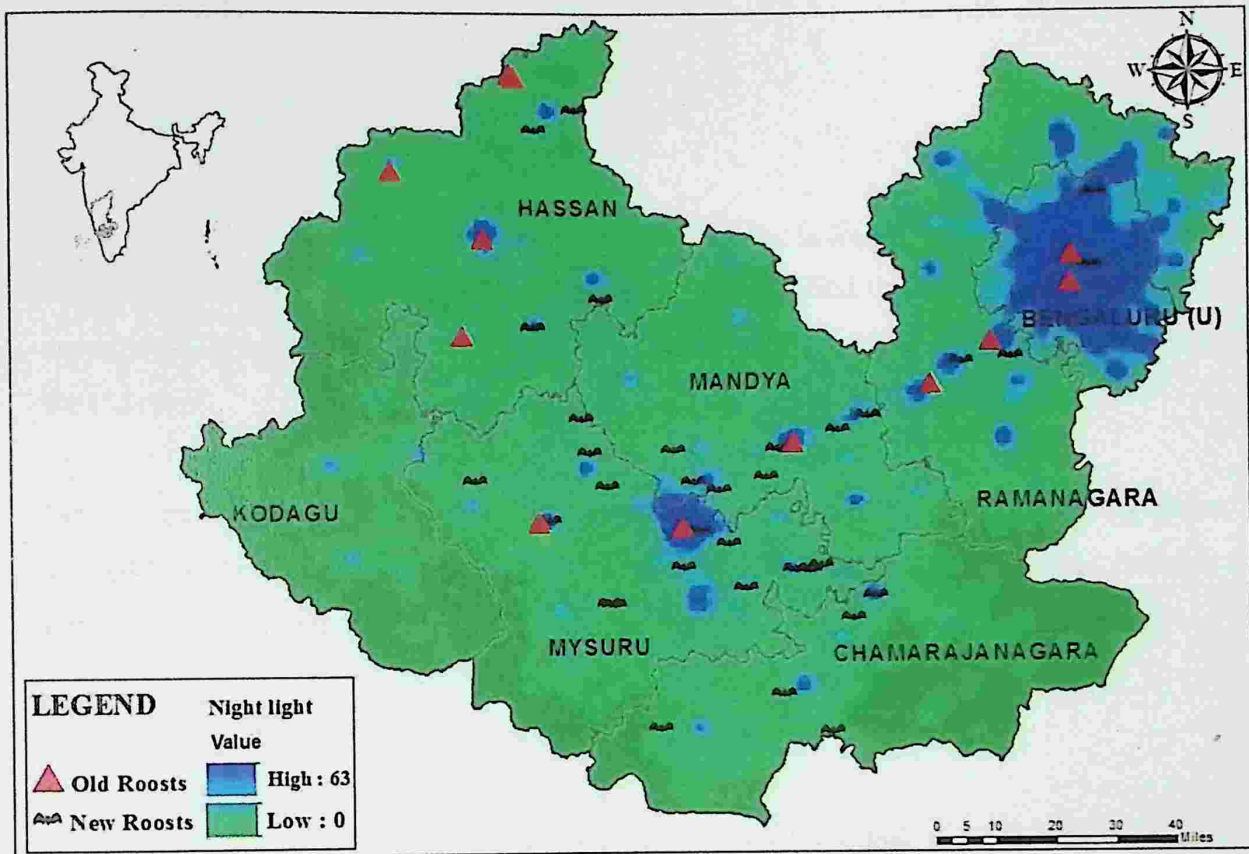 N
W E
S
HASSAN
BENGALURU (U)
MANDYA
RAMANAGARA
KODAGU
MYSURU
CHAMARAJANAGARA
LEGEND Night light
Value
Old Roosts High : 63
New Roosts Low : 0
0 5 10 20 30 40
Miles